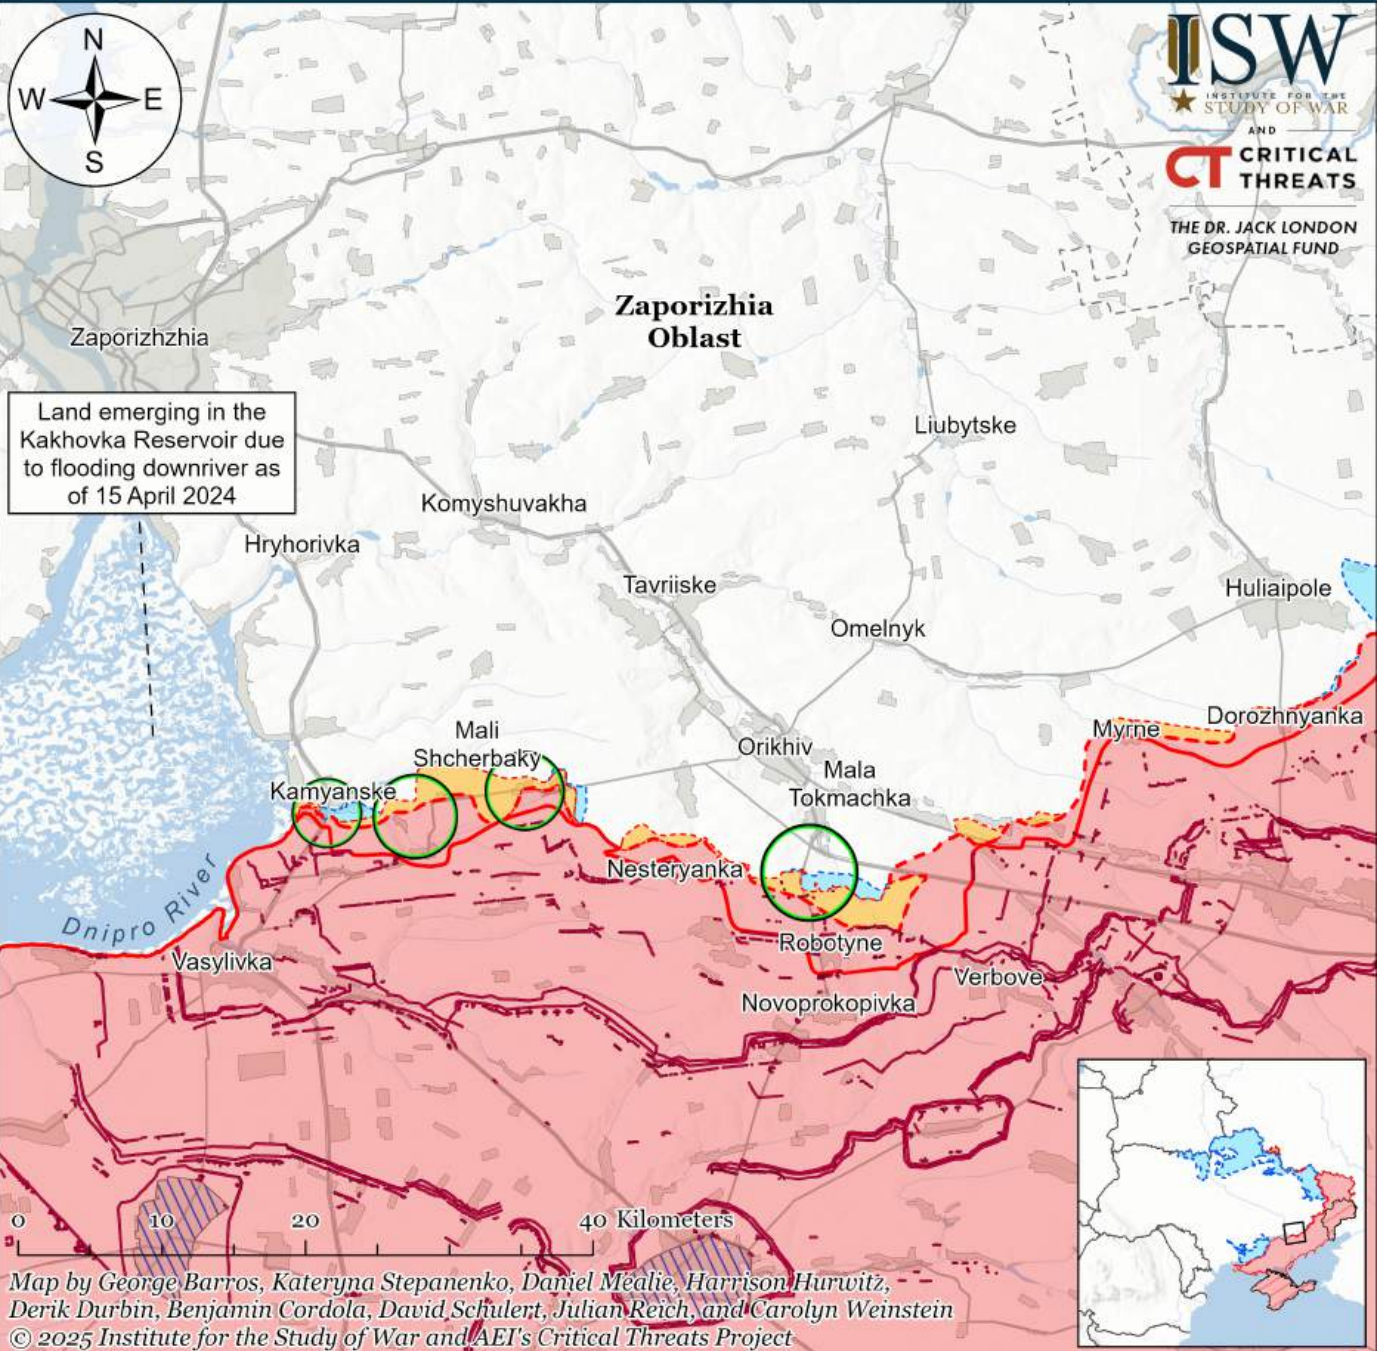 N
W E
S
ISW
INSTITUTE FOR THE
STUDY OF WAR
AND
CT CRITICAL
THREATS
THE DR. JACK LONDON
GEOSPATIAL FUND
Zaporizhia
Oblast
Zaporizhzhia
Land emerging in the
Kakhovka Reservoir due
to flooding downriver as
of 15 April 2024
Liubytske
Komyshuvakha
Hryhorivka
Tavriiske
Huliaipole
Omelnyk
Mali
Shcherbaky
Dorozhnyanka
Myrne
Orikhiv
Kamyanske
Mala
Tokmachka
Nesteryanka
Dnipro River
Robotyne
Vasylivka
Verbove
Novoprokopivka
0 10 20 40 Kilometers
Map by George Barros, Kateryna Stepanenko, Daniel Mealie, Harrison Hurwitz,
Derik Durbin, Benjamin Cordola, David Schulert, Julian Reich, and Carolyn Weinstein
© 2025 Institute for the Study of War and AEI's Critical Threats Project